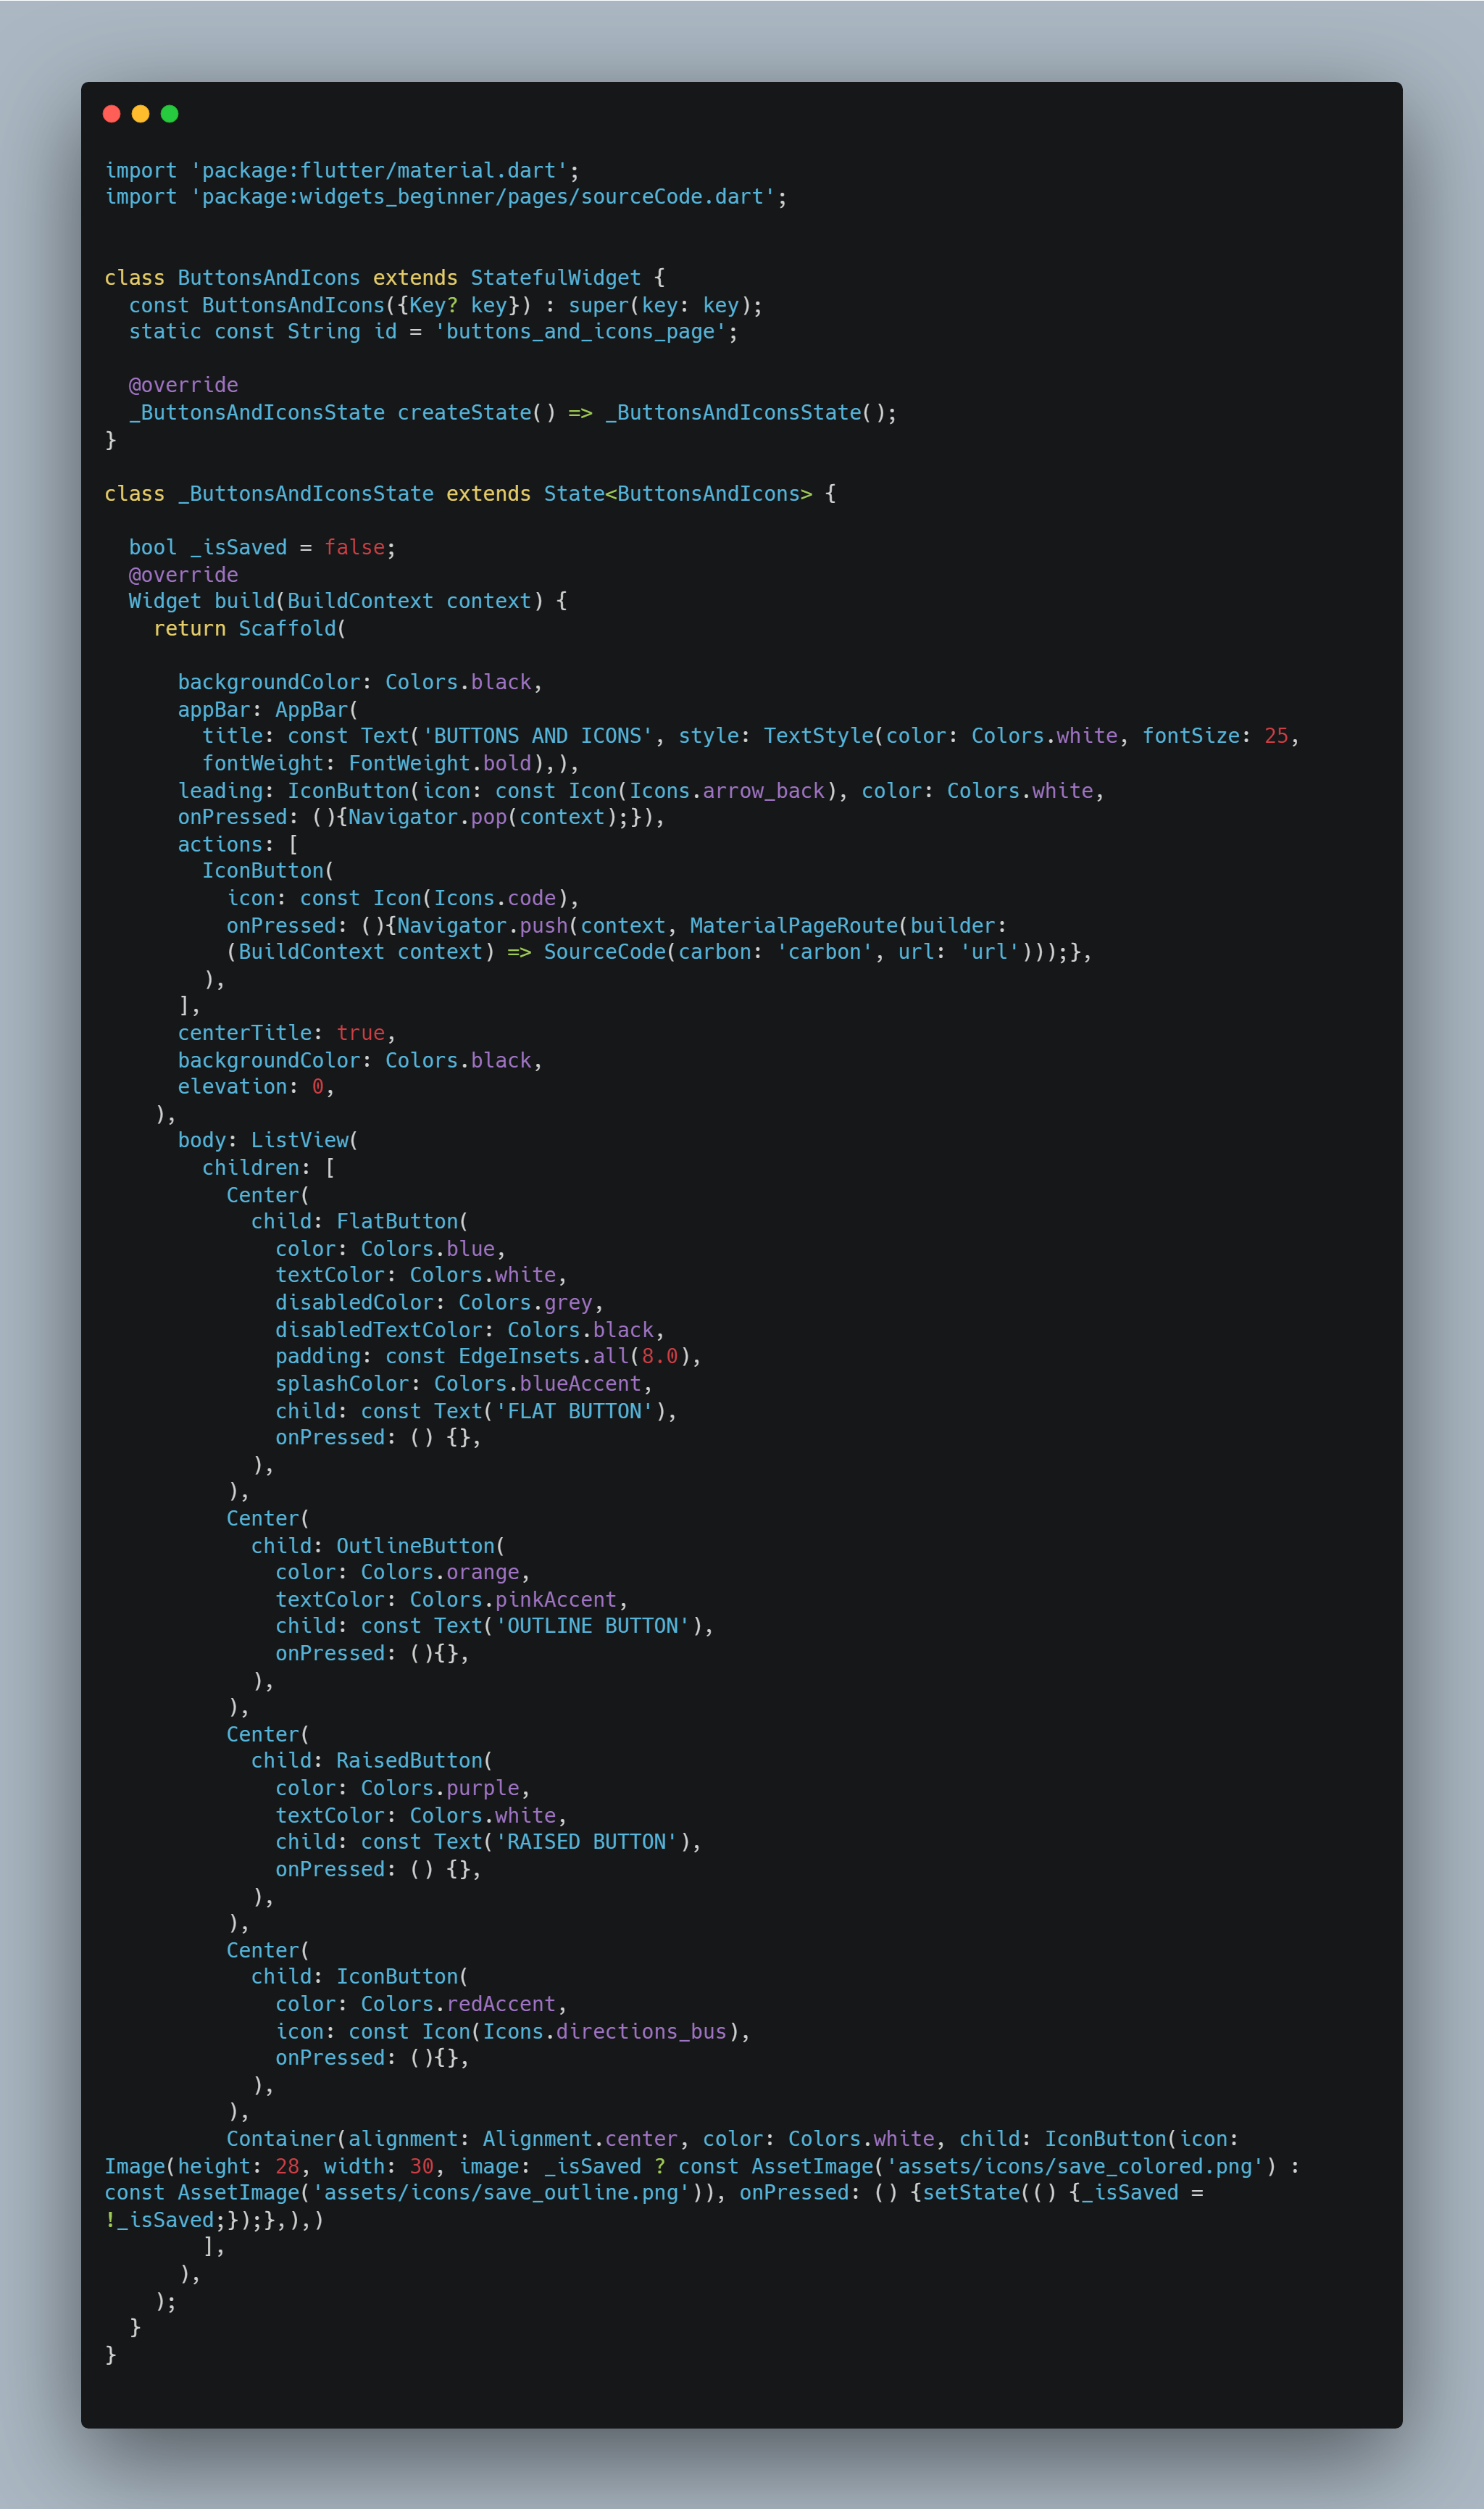 import 'package:flutter/material.dart';
import 'package:widgets_beginner/pages/sourceCode.dart';


class ButtonsAndIcons extends StatefulWidget {
  const ButtonsAndIcons({Key? key}) : super(key: key);
  static const String id = 'buttons_and_icons_page';

  @override
  _ButtonsAndIconsState createState() => _ButtonsAndIconsState();
}

class _ButtonsAndIconsState extends State<ButtonsAndIcons> {

  bool _isSaved = false;
  @override
  Widget build(BuildContext context) {
    return Scaffold(

      backgroundColor: Colors.black,
      appBar: AppBar(
        title: const Text('BUTTONS AND ICONS', style: TextStyle(color: Colors.white, fontSize: 25,
        fontWeight: FontWeight.bold),),
      leading: IconButton(icon: const Icon(Icons.arrow_back), color: Colors.white,
      onPressed: (){Navigator.pop(context);}),
      actions: [
        IconButton(
          icon: const Icon(Icons.code),
          onPressed: (){Navigator.push(context, MaterialPageRoute(builder:
          (BuildContext context) => SourceCode(carbon: 'carbon', url: 'url')));},
        ),
      ],
      centerTitle: true,
      backgroundColor: Colors.black,
      elevation: 0,
    ),
      body: ListView(
        children: [
          Center(
            child: FlatButton(
              color: Colors.blue,
              textColor: Colors.white,
              disabledColor: Colors.grey,
              disabledTextColor: Colors.black,
              padding: const EdgeInsets.all(8.0),
              splashColor: Colors.blueAccent,
              child: const Text('FLAT BUTTON'),
              onPressed: () {},
            ),
          ),
          Center(
            child: OutlineButton(
              color: Colors.orange,
              textColor: Colors.pinkAccent,
              child: const Text('OUTLINE BUTTON'),
              onPressed: (){},
            ),
          ),
          Center(
            child: RaisedButton(
              color: Colors.purple,
              textColor: Colors.white,
              child: const Text('RAISED BUTTON'),
              onPressed: () {},
            ),
          ),
          Center(
            child: IconButton(
              color: Colors.redAccent,
              icon: const Icon(Icons.directions_bus),
              onPressed: (){},
            ),
          ),
          Container(alignment: Alignment.center, color: Colors.white, child: IconButton(icon:
Image(height: 28, width: 30, image: _isSaved ? const AssetImage('assets/icons/save_colored.png') :
const AssetImage('assets/icons/save_outline.png')), onPressed: () {setState(() {_isSaved =
!_isSaved;});},),)
        ],
      ),
    );
  }
}